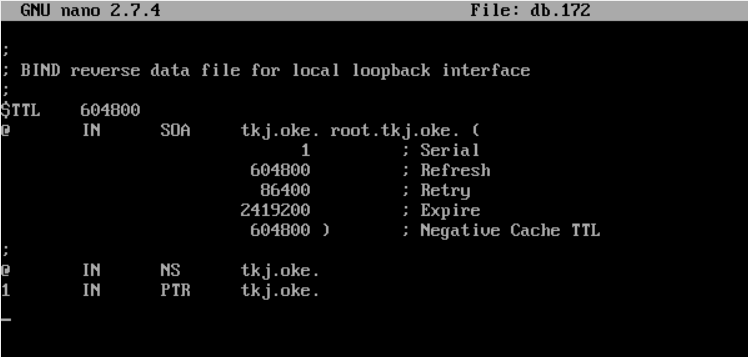 GNU nano 2.7.4 File: db.172
;
; BIND reverse data file for local loopback interface
;
$TTL 604800
@ IN SOA tkj.oke. root.tkj.oke. (
1 ; Serial
604800 ; Refresh
86400 ; Retry
2419200 ; Expire
604800 ) ; Negative Cache TTL
;
@ IN NS tkj.oke.
1 IN PTR tkj.oke.